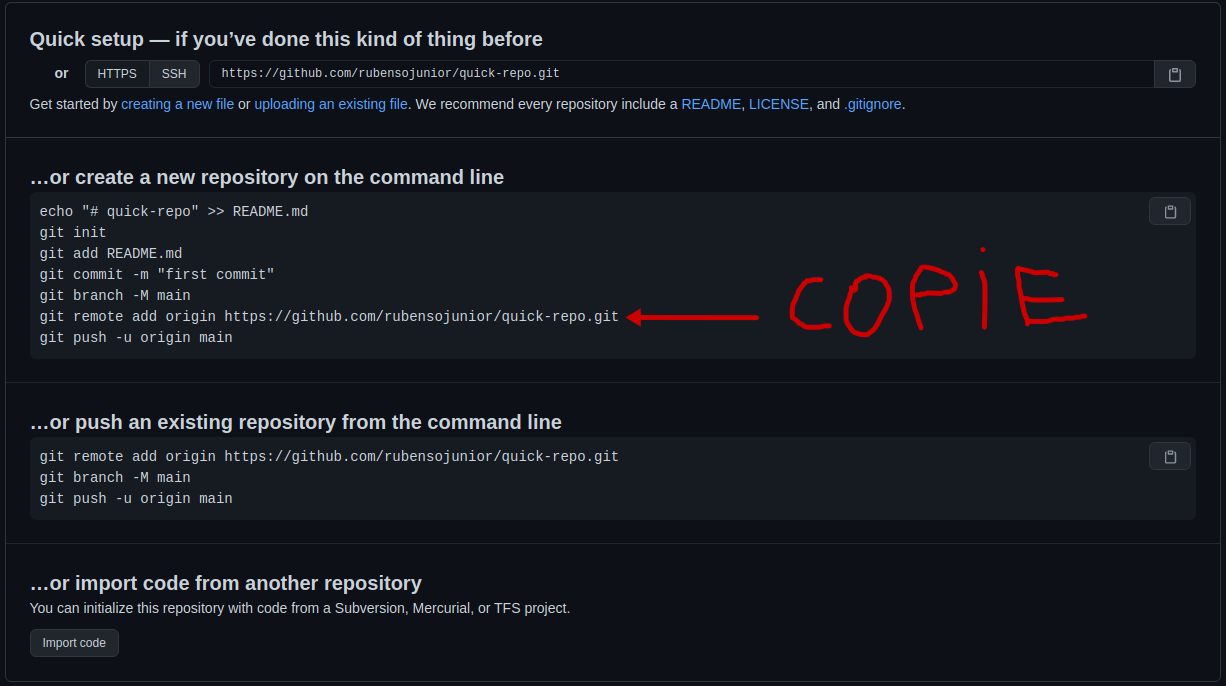 Quick setup — if you’ve done this kind of thing before
or HTTPS SSH https://github.com/rubensojunior/quick-repo.git
Get started by creating a new file or uploading an existing file. We recommend every repository include a README, LICENSE, and .gitignore.
…or create a new repository on the command line
echo "# quick-repo" >> README.md
git init
git add README.md
git commit -m "first commit"
git branch -M main
git remote add origin https://github.com/rubensojunior/quick-repo.git
COPiE
git push -u origin main
…or push an existing repository from the command line
git remote add origin https://github.com/rubensojunior/quick-repo.git
git branch -M main
git push -u origin main
…or import code from another repository
You can initialize this repository with code from a Subversion, Mercurial, or TFS project.
Import code